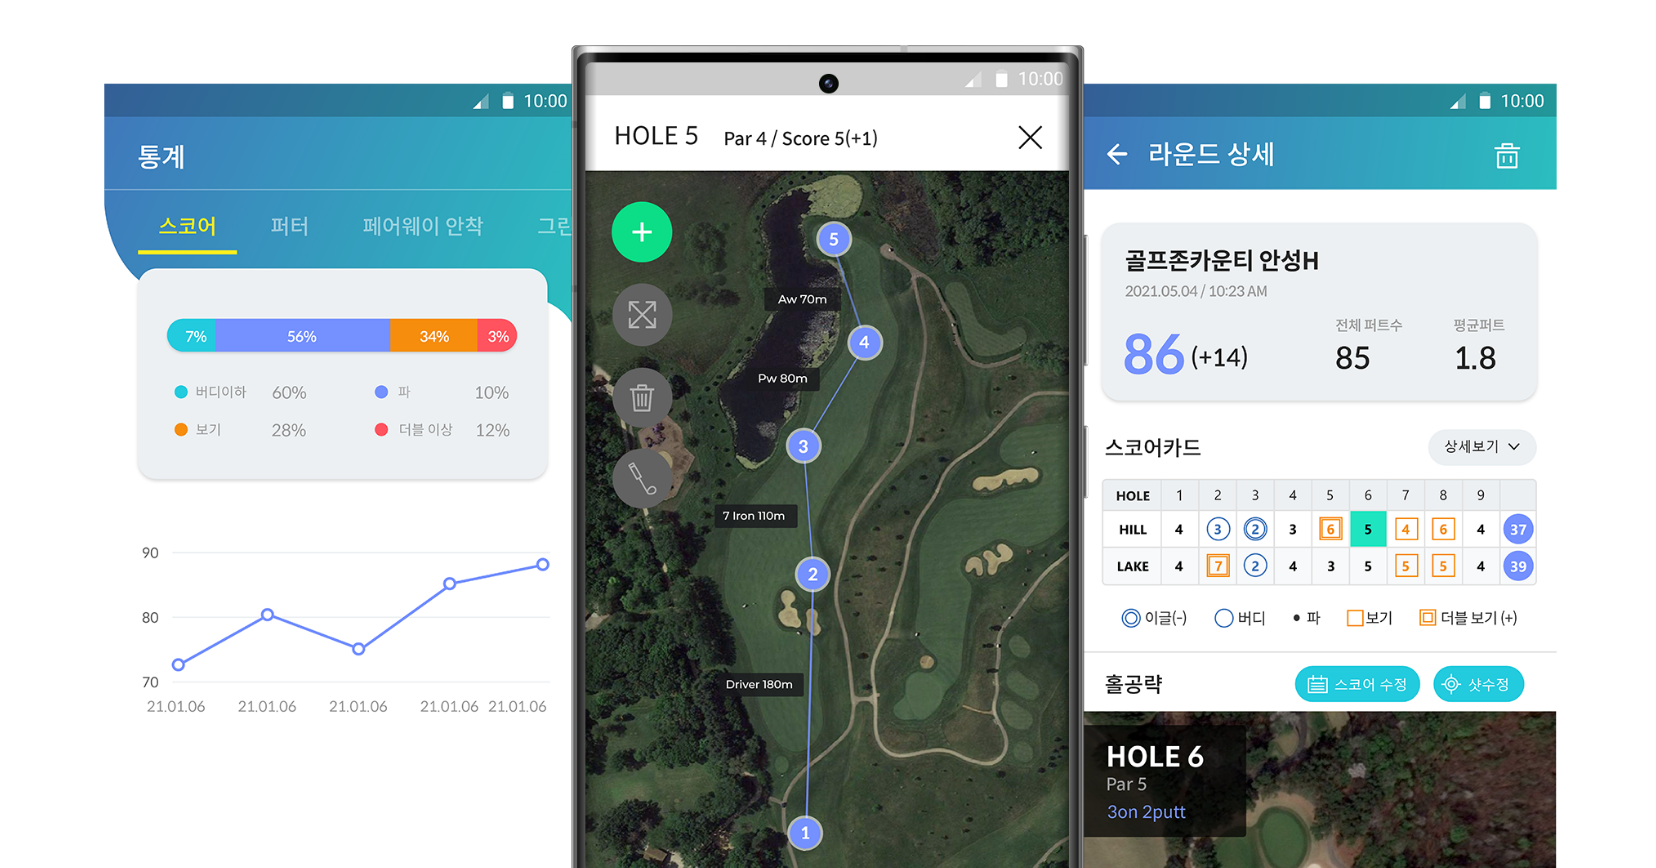 10:00
통계
스코어 퍼터 페어웨이 안착 그린
7% 56% 34% 3%
버디이하 60% 파 10%
보기 28% 더블 이상 12%
90
80
70
21.01.06 21.01.06 21.01.06 21.01.06 21.01.06
10:00
HOLE 5 Par 4 / Score 5(+1)
5
Aw 70m
4
Pw 80m
3
7 Iron 110m
2
Driver 180m
1
10:00
라운드 상세
골프존카운티 안성H
2021.05.04 / 10:23 AM
전체 퍼트수 평균퍼트
86 (+14) 85 1.8
스코어카드 상세보기
HOLE 1 2 3 4 5 6 7 8 9
HILL 4 3 2 3 6 5 4 6 4 37
LAKE 4 7 2 4 3 5 5 5 4 39
이글(-) 버디 파 보기 더블 보기 (+)
홀공략 스코어 수정 샷수정
HOLE 6
Par 5
3on 2putt